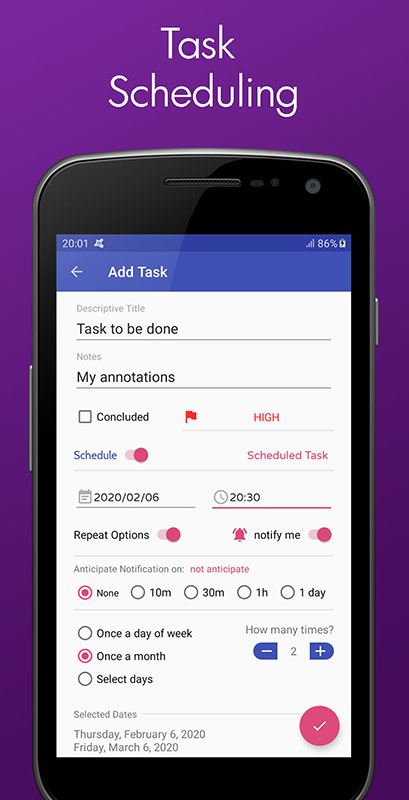 Task
Scheduling
20:01 86%
Add Task
Descriptive Title
Task to be done
Notes
My annotations
Concluded HIGH
Schedule Scheduled Task
2020/02/06 20:30
Repeat Options notify me
Anticipate Notification on: not anticipate
None 10m 30m 1h 1 day
Once a day of week How many times?
Once a month 2
Select days
Selected Dates
Thursday, February 6, 2020
Friday, March 6, 2020